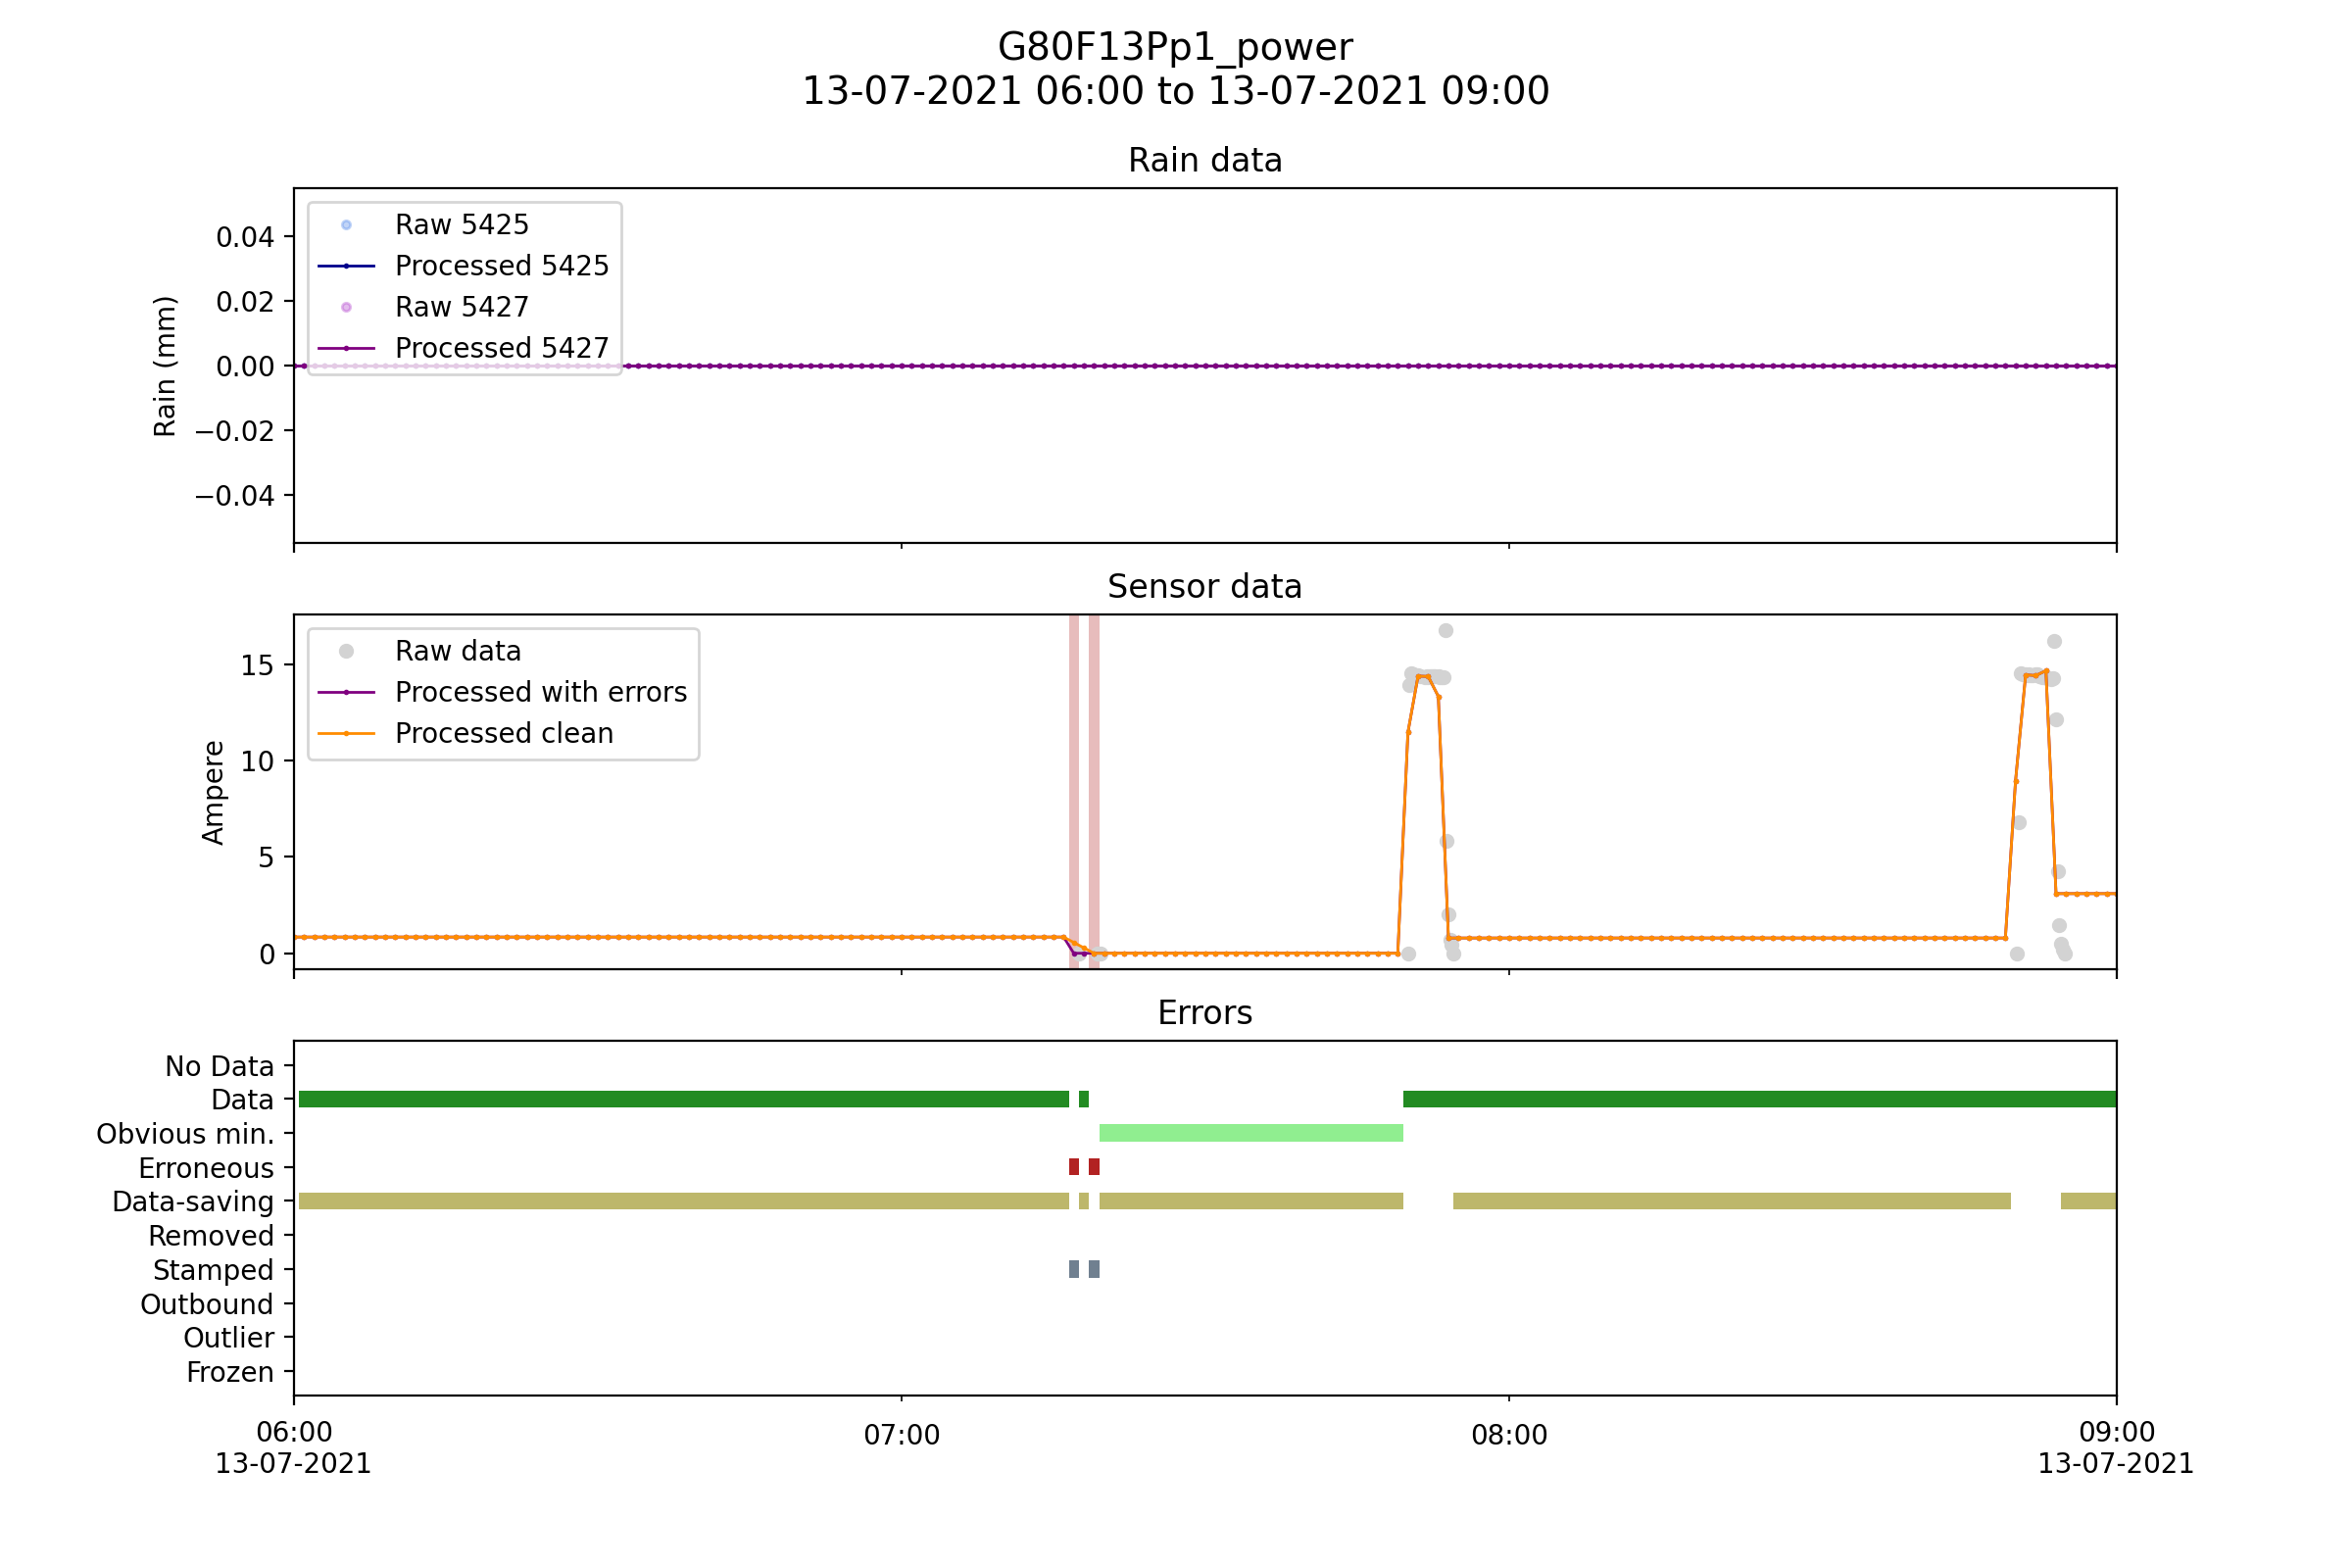 G80F13Pp1_power
13-07-2021 06:00 to 13-07-2021 09:00
Rain data
Rain (mm)
0.04
0.02
0.00
−0.02
−0.04
Raw 5425
Processed 5425
Raw 5427
Processed 5427
Sensor data
Ampere
15
10
5
0
Raw data
Processed with errors
Processed clean
Errors
No Data
Data
Obvious min.
Erroneous
Data-saving
Removed
Stamped
Outbound
Outlier
Frozen
06:00
13-07-2021
07:00
08:00
09:00
13-07-2021